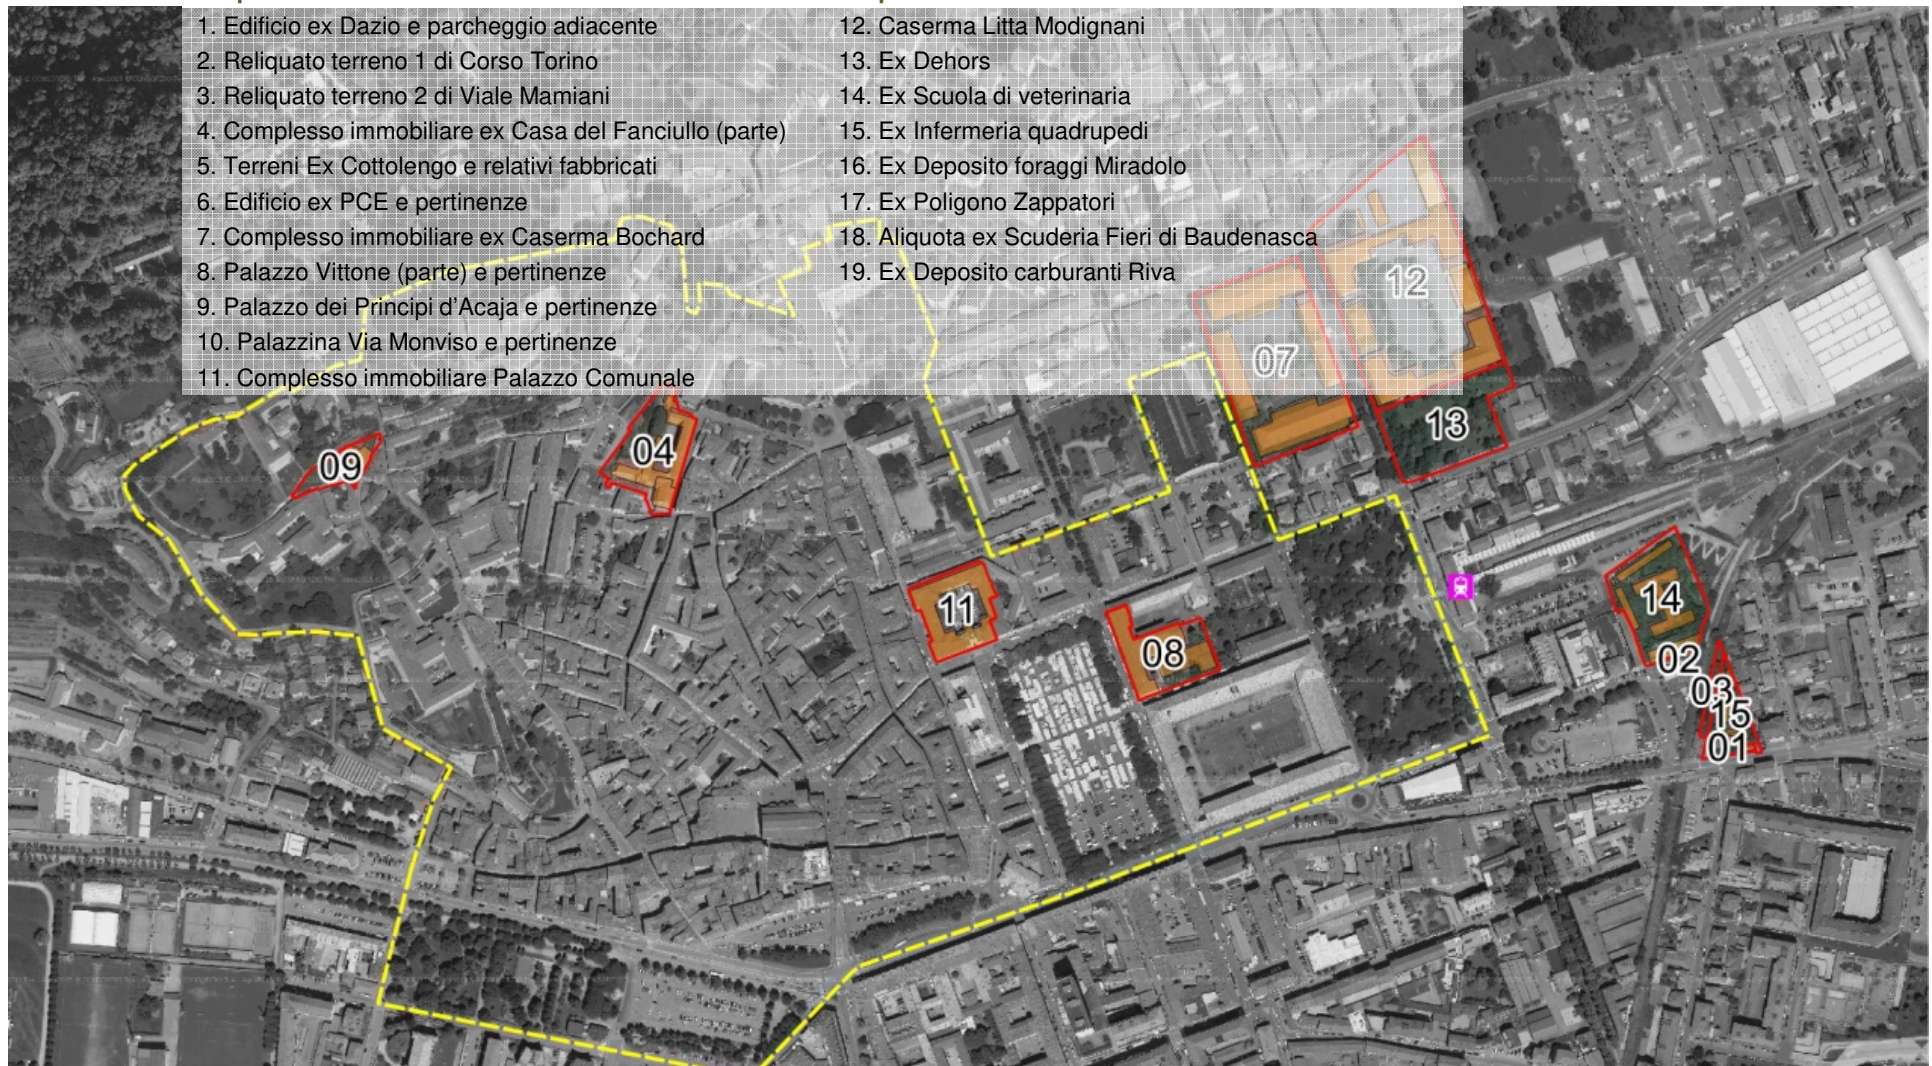 1. Edificio ex Dazio e parcheggio adiacente
2. Reliquato terreno 1 di Corso Torino
3. Reliquato terreno 2 di Viale Mamiani
4. Complesso immobiliare ex Casa del Fanciullo (parte)
5. Terreni Ex Cottolengo e relativi fabbricati
6. Edificio ex PCE e pertinenze
7. Complesso immobiliare ex Caserma Bochard
8. Palazzo Vittone (parte) e pertinenze
9. Palazzo dei Principi d'Acaja e pertinenze
10. Palazzina Via Monviso e pertinenze
11. Complesso immobiliare Palazzo Comunale
12. Caserma Litta Modignani
13. Ex Dehors
14. Ex Scuola di veterinaria
15. Ex Infermeria quadrupedi
16. Ex Deposito foraggi Miradolo
17. Ex Poligono Zappatori
18. Aliquota ex Scuderia Fieri di Baudenasca
19. Ex Deposito carburanti Riva
12
07
13
04
09
11
08
14
02
03
15
01